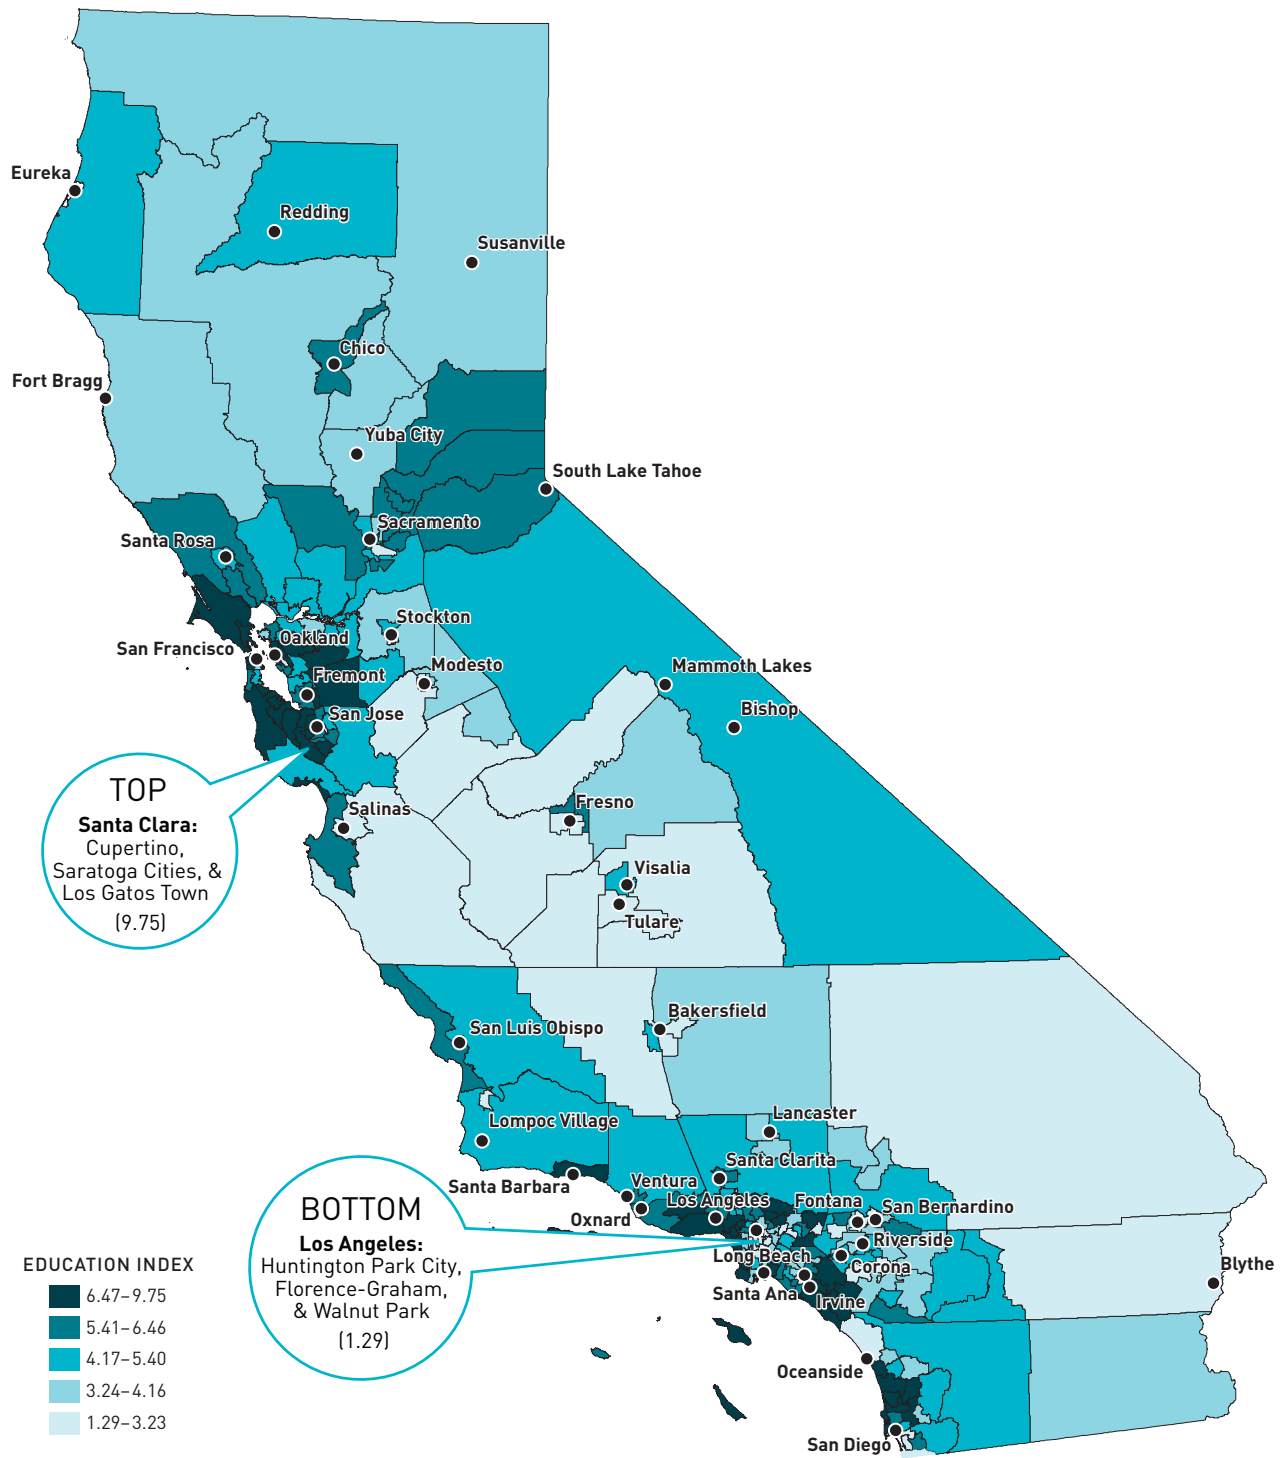 Eureka
Redding
Susanville
Chico
Fort Bragg
Yuba City
South Lake Tahoe
Sacramento
Santa Rosa
Stockton
Oakland
San Francisco
Modesto
Mammoth Lakes
Fremont
Bishop
San Jose
TOP
Santa Clara:
Cupertino,
Saratoga Cities, &
Los Gatos Town
(9.75)
Salinas
Fresno
Visalia
Tulare
Bakersfield
San Luis Obispo
Lancaster
Lompoc Village
Santa Clarita
Santa Barbara
Ventura
Los Angeles
Fontana
San Bernardino
Oxnard
Riverside
Long Beach
Corona
Blythe
Santa Ana
Irvine
BOTTOM
Los Angeles:
Huntington Park City,
Florence-Graham,
& Walnut Park
(1.29)
Oceanside
San Diego
EDUCATION INDEX
6.47–9.75
5.41–6.46
4.17–5.40
3.24–4.16
1.29–3.23